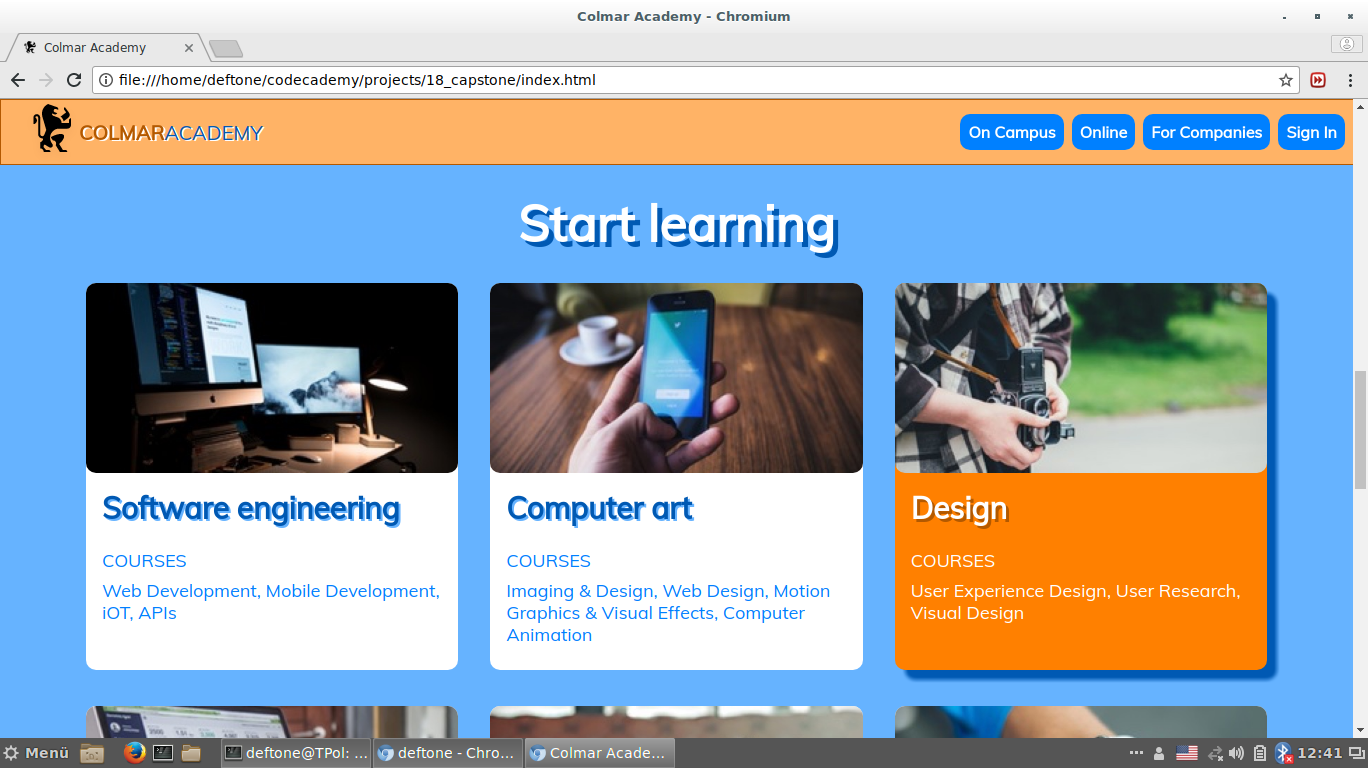 Colmar Academy - Chromium
Colmar Academy
file:///home/deftone/codecademy/projects/18_capstone/index.html
COLMARACADEMY
On Campus
Online
For Companies
Sign In
Start learning
Software engineering
COURSES
Web Development, Mobile Development,
iOT, APIs
Computer art
COURSES
Imaging & Design, Web Design, Motion
Graphics & Visual Effects, Computer
Animation
Design
COURSES
User Experience Design, User Research,
Visual Design
Menü
deftone@TPol: ...
deftone - Chro...
Colmar Acade...
12:41